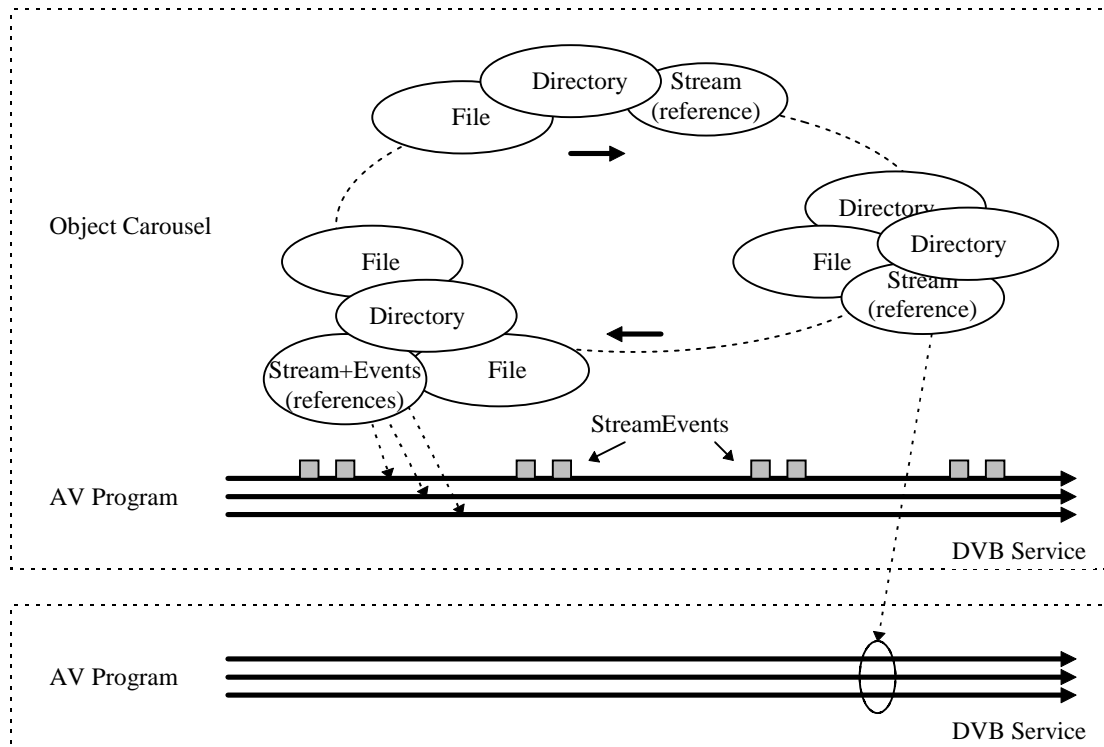 Directory
Stream
(reference)
File
Directory
Object Carousel
Directory
File
File
Stream
(reference)
Directory
Stream+Events
(references)
File
StreamEvents
AV Program
DVB Service
AV Program
DVB Service